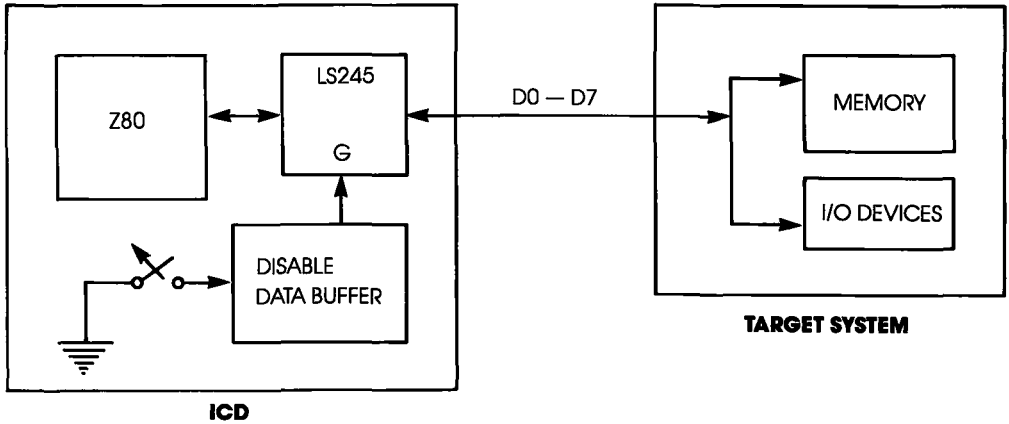 Z80
LS245
G
D0 — D7
MEMORY
I/O DEVICES
DISABLE
DATA BUFFER
TARGET SYSTEM
ICD